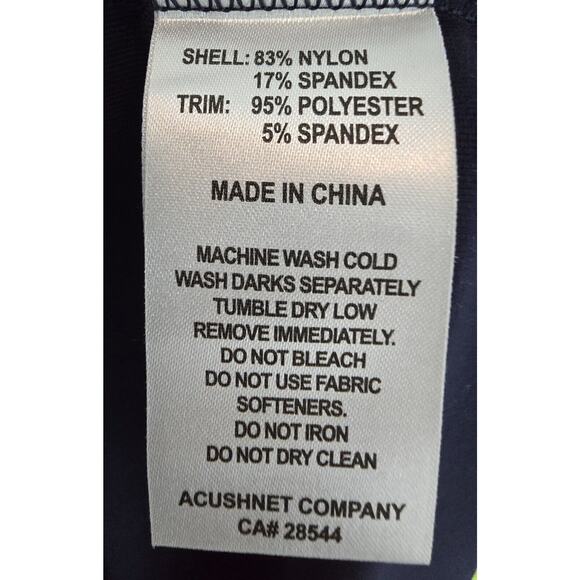 SHELL: 83% NYLON
17% SPANDEX
TRIM: 95% POLYESTER
5% SPANDEX
MADE IN CHINA
MACHINE WASH COLD
WASH DARKS SEPARATELY
TUMBLE DRY LOW
REMOVE IMMEDIATELY.
DO NOT BLEACH
DO NOT USE FABRIC
SOFTENERS.
DO NOT IRON
DO NOT DRY CLEAN
ACUSHNET COMPANY
CA# 28544